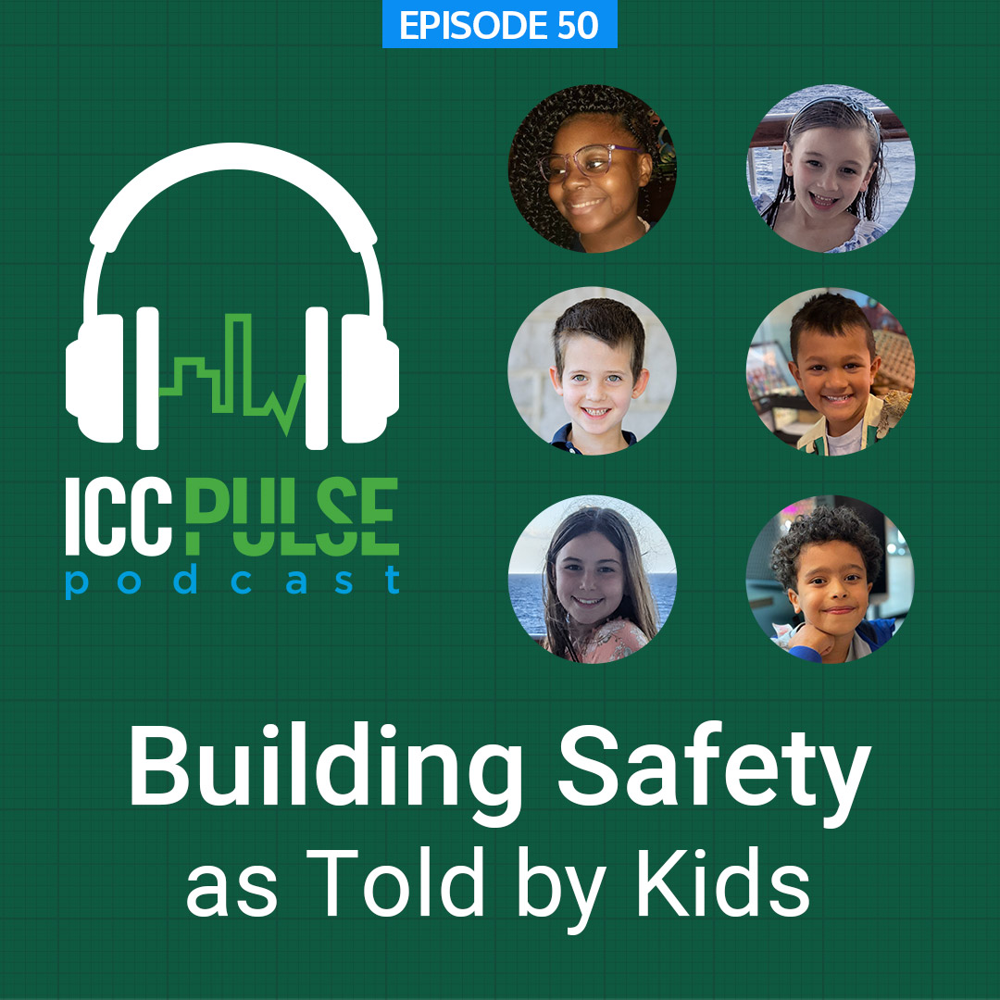 EPISODE 50
ICC PULSE
podcast
Building Safety
as Told by Kids